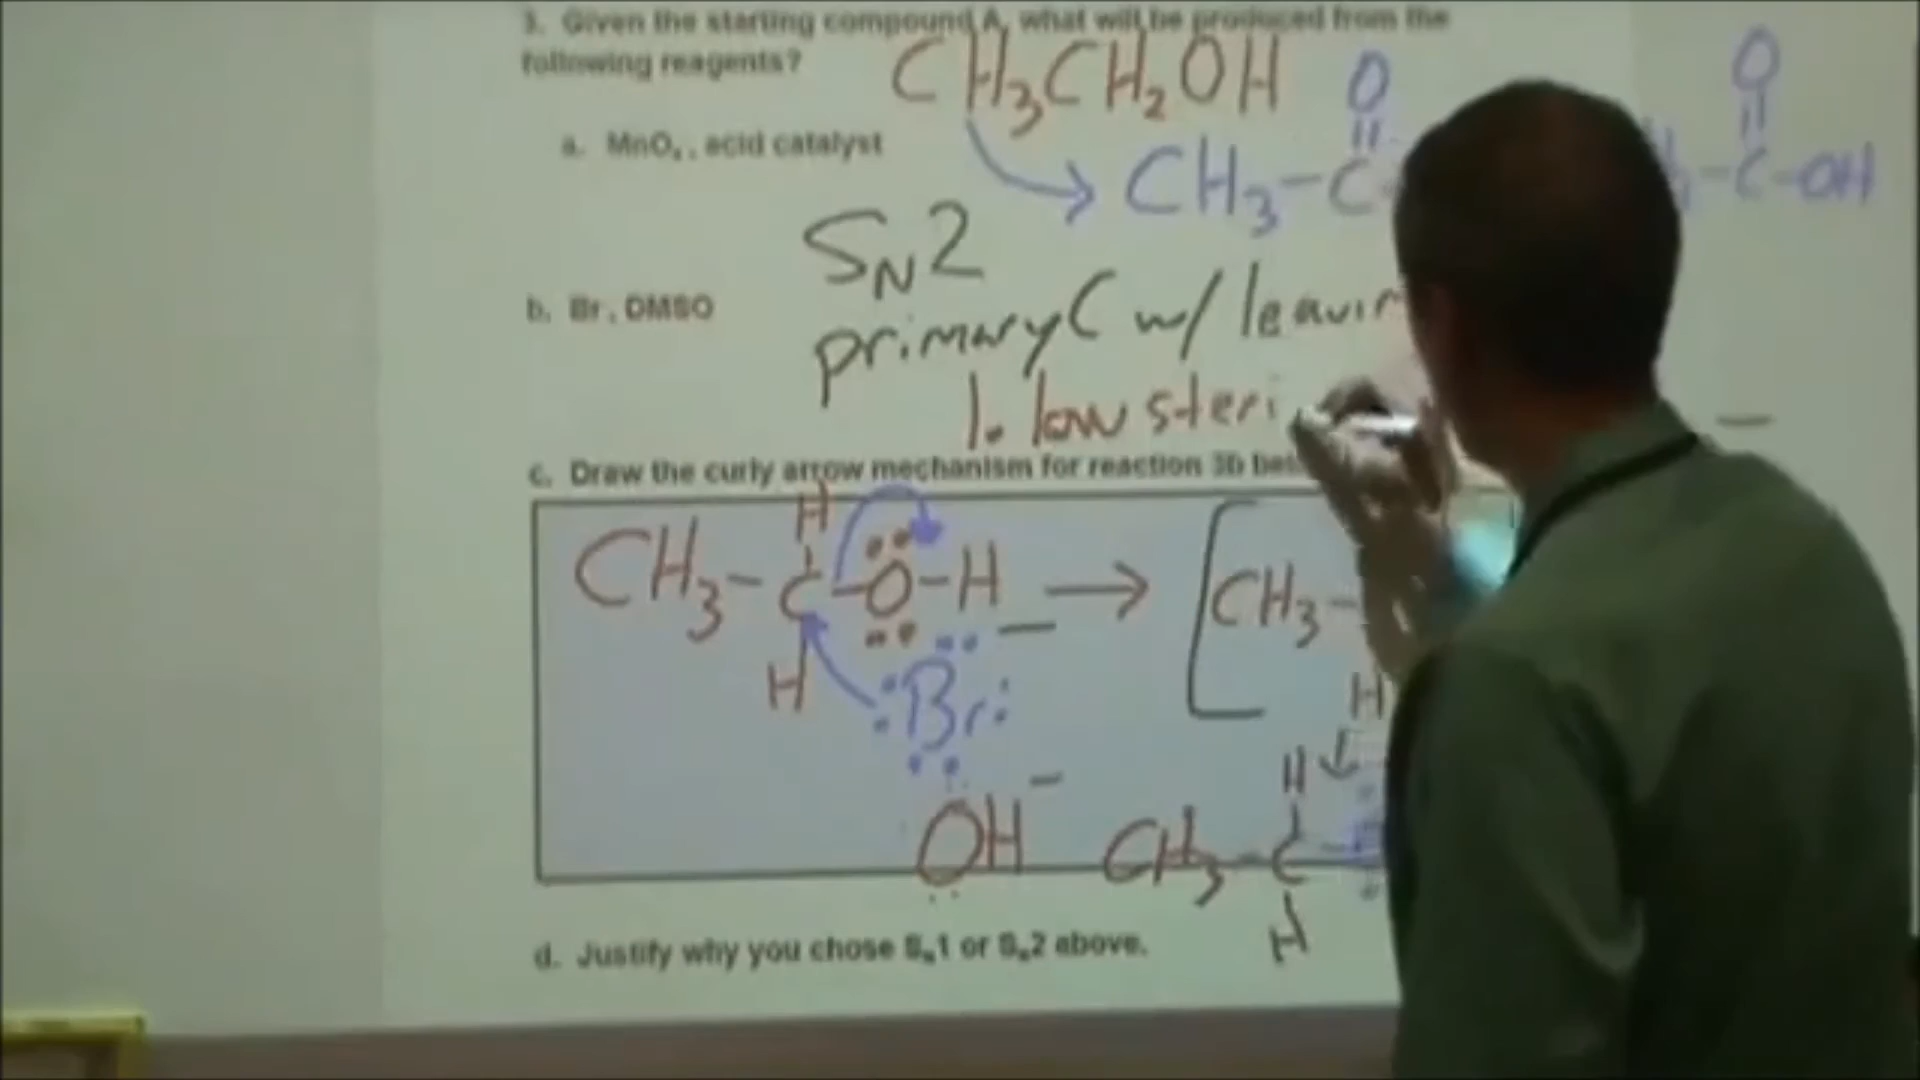 3. Given the starting compound A, what will be produced from the
following reagents?
CH₃CH₂OH
a. MnO₄, acid catalyst
O O
CH₃-C -C-OH
SN2
b. Br, DMSO
primary C w/ leavin
1. low steri
c. Draw the curly arrow mechanism for reaction 3b bel
H
CH₃-C-O-H → [CH₃-
H Br H
OH⁻
H
CH₃-C-
H
d. Justify why you chose Sₙ1 or Sₙ2 above.